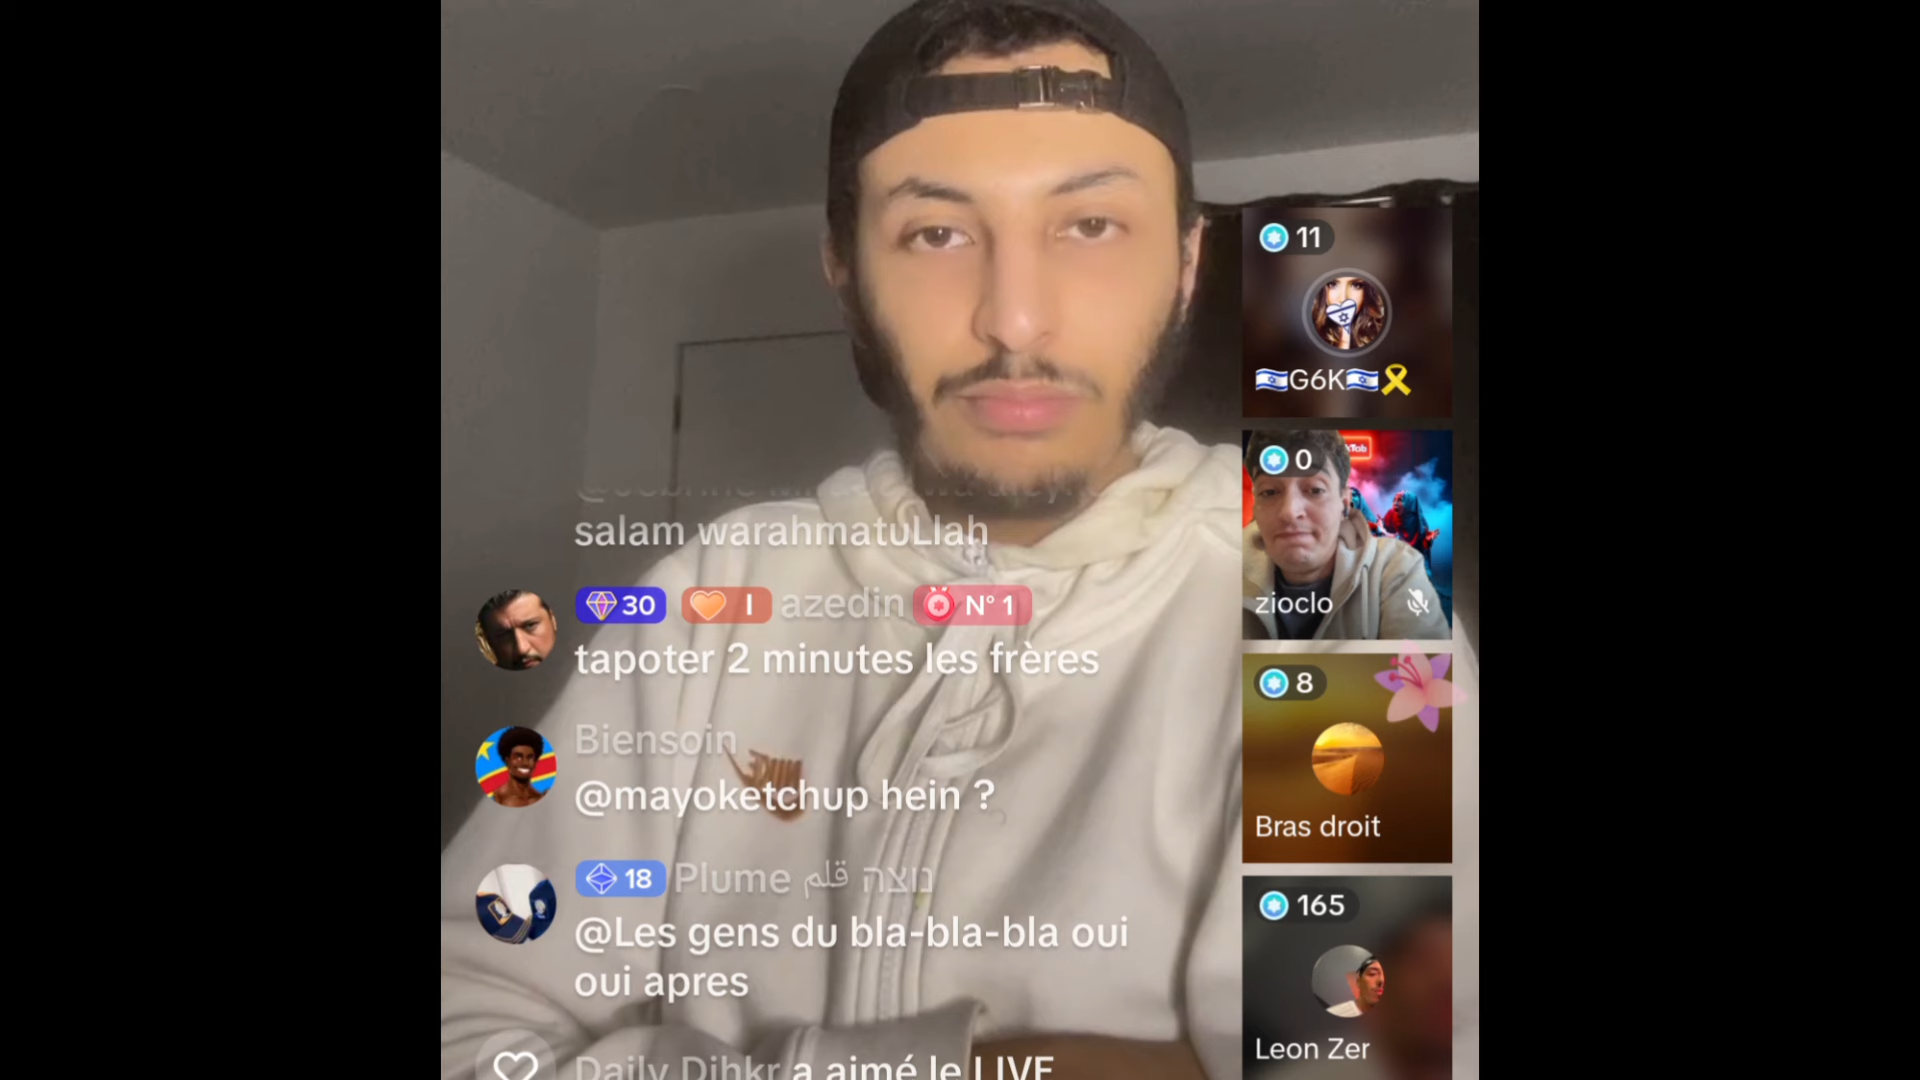 11
🇮🇱G6K🇮🇱🎗
0
zioclo
8
Bras droit
165
Leon Zer
salam warahmatuLlah
30 I azedin N° 1
tapoter 2 minutes les frères
Biensoin
@mayoketchup hein ?
18 Plume قلم נוצה
@Les gens du bla-bla-bla oui
oui apres
Daily Dihkr a aimé le LIVE